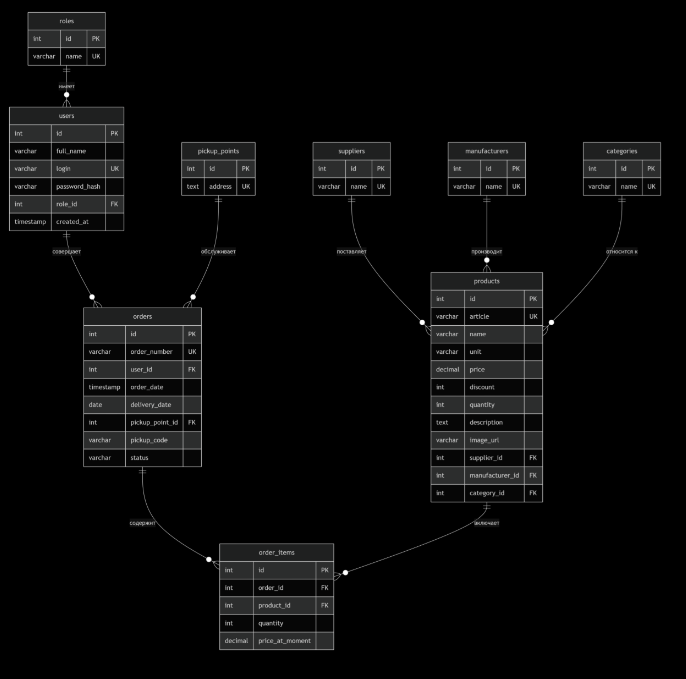 roles
int id PK
varchar name UK
имеет
users
int id PK
varchar full_name
varchar login UK
varchar password_hash
int role_id FK
timestamp created_at
pickup_points
int id PK
text address UK
suppliers
int id PK
varchar name UK
manufacturers
int id PK
varchar name UK
categories
int id PK
varchar name UK
совершает
обслуживает
поставляет
производит
относится к
orders
int id PK
varchar order_number UK
int user_id FK
timestamp order_date
date delivery_date
int pickup_point_id FK
varchar pickup_code
varchar status
products
int id PK
varchar article UK
varchar name
varchar unit
decimal price
int discount
int quantity
text description
varchar image_url
int supplier_id FK
int manufacturer_id FK
int category_id FK
содержит
включает
order_items
int id PK
int order_id FK
int product_id FK
int quantity
decimal price_at_moment